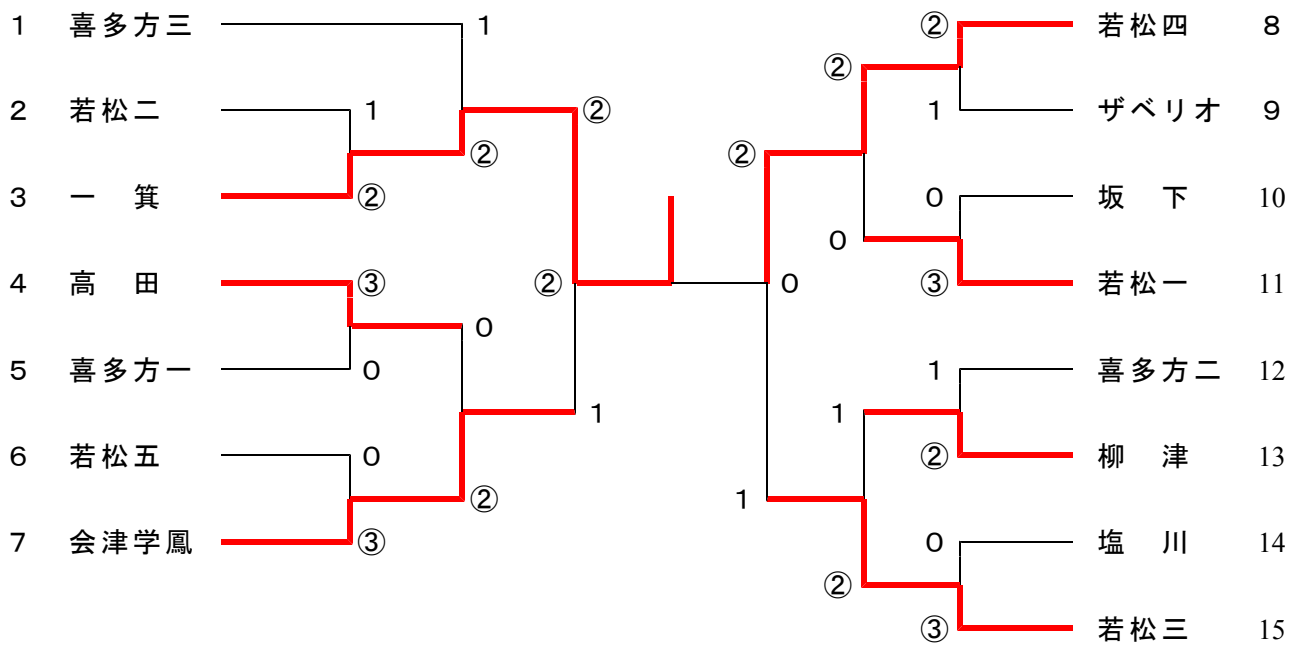 1 喜多方三 1
2 若松二 1
② ②
3 一 箕 ②
4 高 田 ③ ②
0
5 喜多方一 0
1
6 若松五 0
②
7 会津学鳳 ③
② 若松四 8
②
1 ザベリオ 9
②
0 坂 下 10
0
0 ③ 若松一 11
1 喜多方二 12
1
② 柳 津 13
1
0 塩 川 14
②
③ 若松三 15